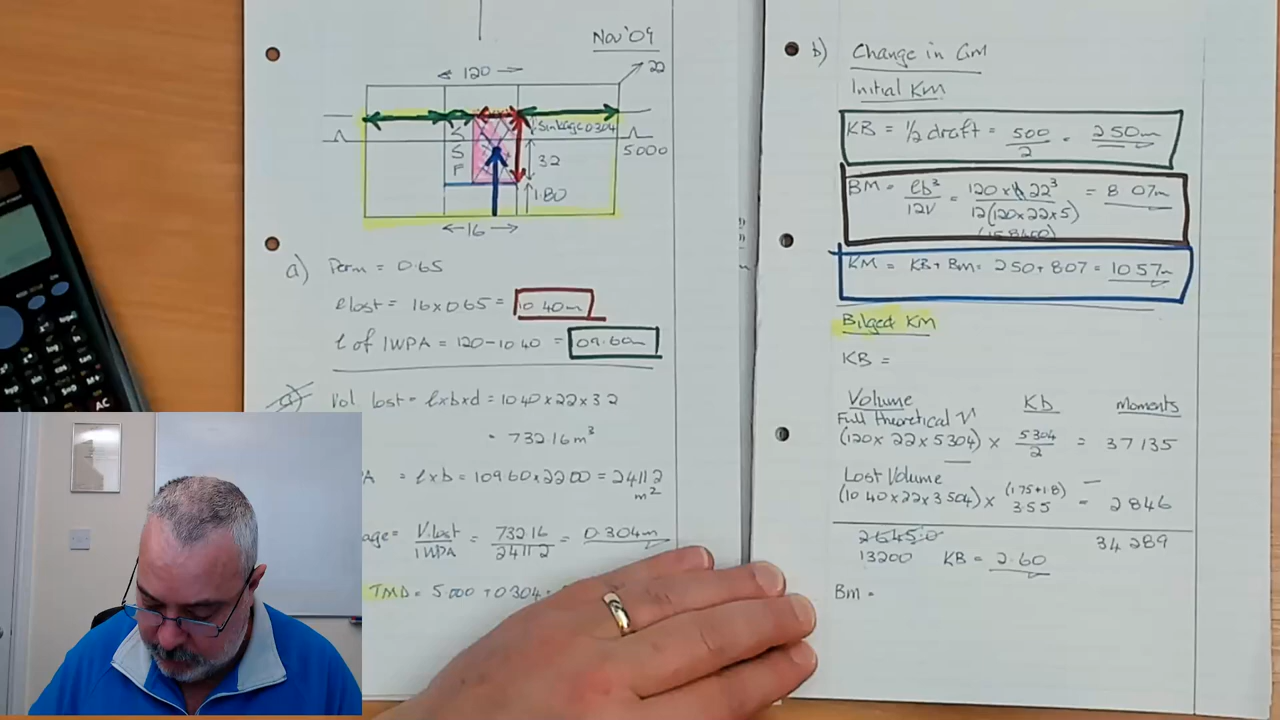 Nov'09
120
22
Sinkage 0.304
S
S
F
3.2
5.000
1.80
16
a) Perm = 0.65
l lost = 16 x 0.65 = 10.40m
l of IWPA = 120 - 10.40 = 109.60m
Vol lost = l x b x d = 10.40 x 22 x 3.2
= 732.16m³
= l x b = 109.60 x 22.00 = 2411.2
m²
V.lost / IWPA = 732.16 / 2411.2 = 0.304m
TMD = 5.000 + 0.304
b) Change in GM
Initial KM
KB = 1/2 draft = 5.00 / 2 = 2.50m
BM = lb³ / 12V = 120 x 22³ / 12(120x22x5) = 8.07m
KM = KB + BM = 2.50 + 8.07 = 10.57m
Bilged KM
KB =
Volume Kb Moments
Full theoretical V
(120 x 22 x 5.304) x 5.304 / 2 = 37135
Lost Volume
(10.40 x 22 x 3.504) x (1.75+1.8) 3.55 = 2846
34289
13200 KB = 2.60
BM =
AC